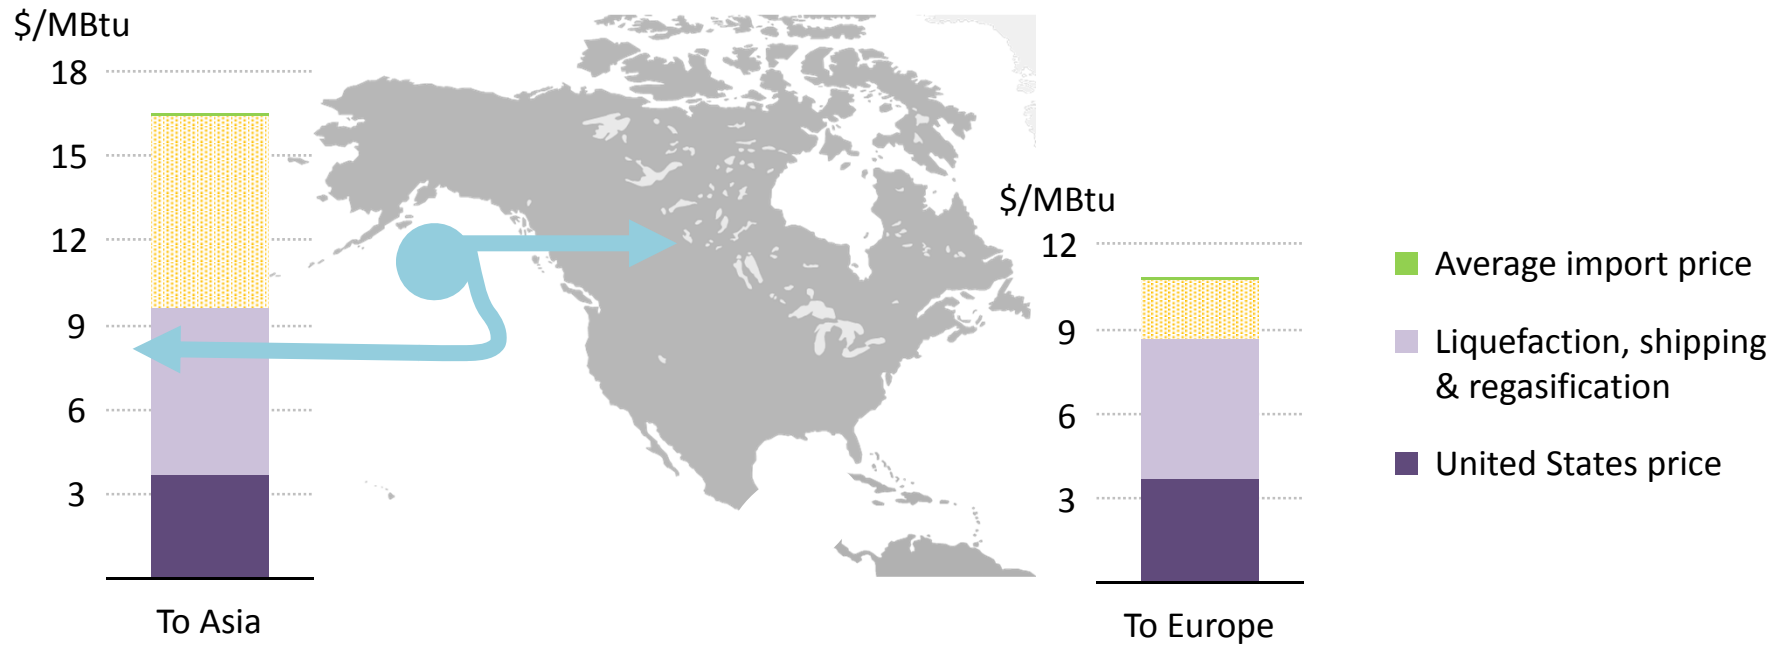 $/MBtu
18
15
12
9
6
3
To Asia
$/MBtu
12
9
6
3
To Europe
Average import price
Liquefaction, shipping
& regasification
United States price